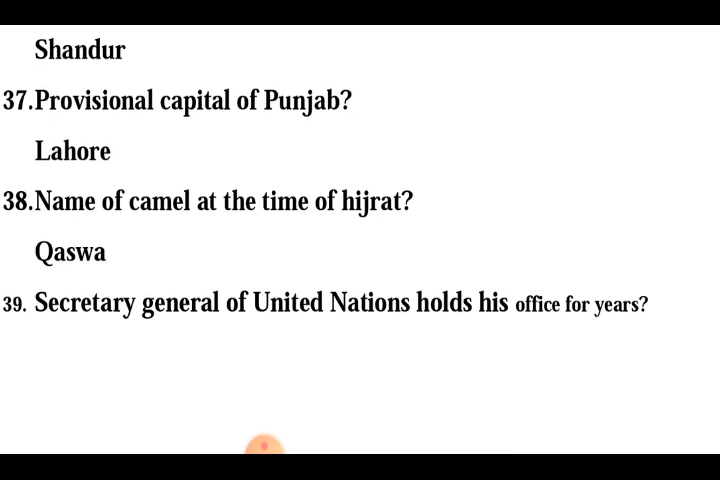 Shandur
37.Provisional capital of Punjab?
Lahore
38.Name of camel at the time of hijrat?
Qaswa
39. Secretary general of United Nations holds his office for years?